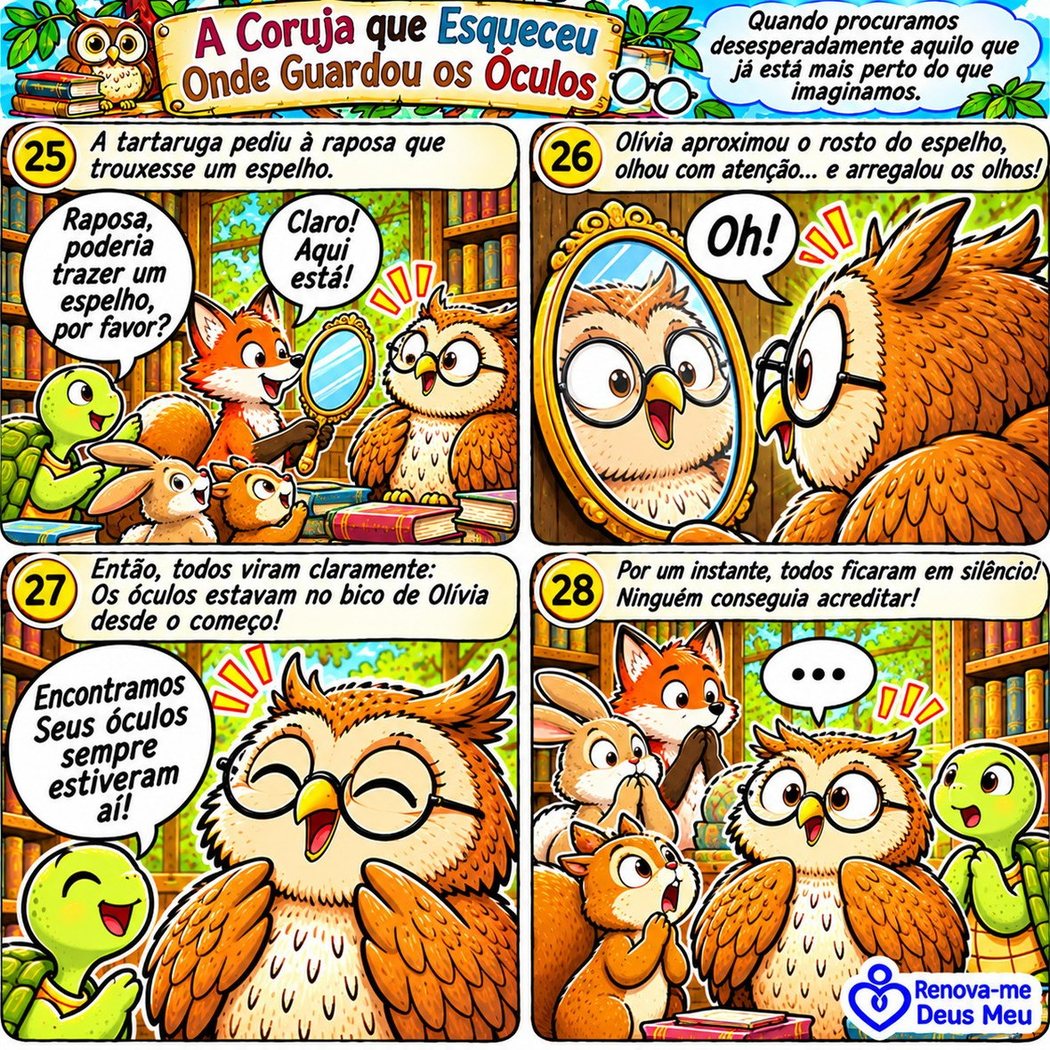 A Coruja que Esqueceu
Onde Guardou os Óculos
Quando procuramos
desesperadamente aquilo que
já está mais perto do que
imaginamos.
25
A tartaruga pediu à raposa que
trouxesse um espelho.
Raposa,
poderia
trazer um
espelho,
por favor?
Claro!
Aqui
está!
26
Olívia aproximou o rosto do espelho,
olhou com atenção... e arregalou os olhos!
Oh!
27
Então, todos viram claramente:
Os óculos estavam no bico de Olívia
desde o começo!
Encontramos
Seus óculos
sempre
estiveram
aí!
28
Por um instante, todos ficaram em silêncio!
Ninguém conseguia acreditar!
...
Renova-me
Deus Meu